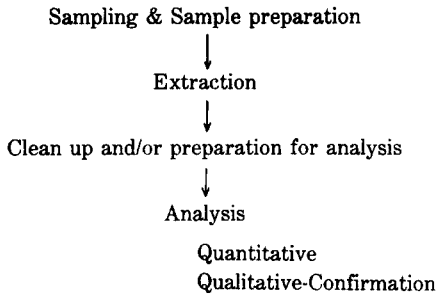 Sampling & Sample preparation
Extraction
Clean up and/or preparation for analysis
Analysis
Quantitative
Qualitative-Confirmation